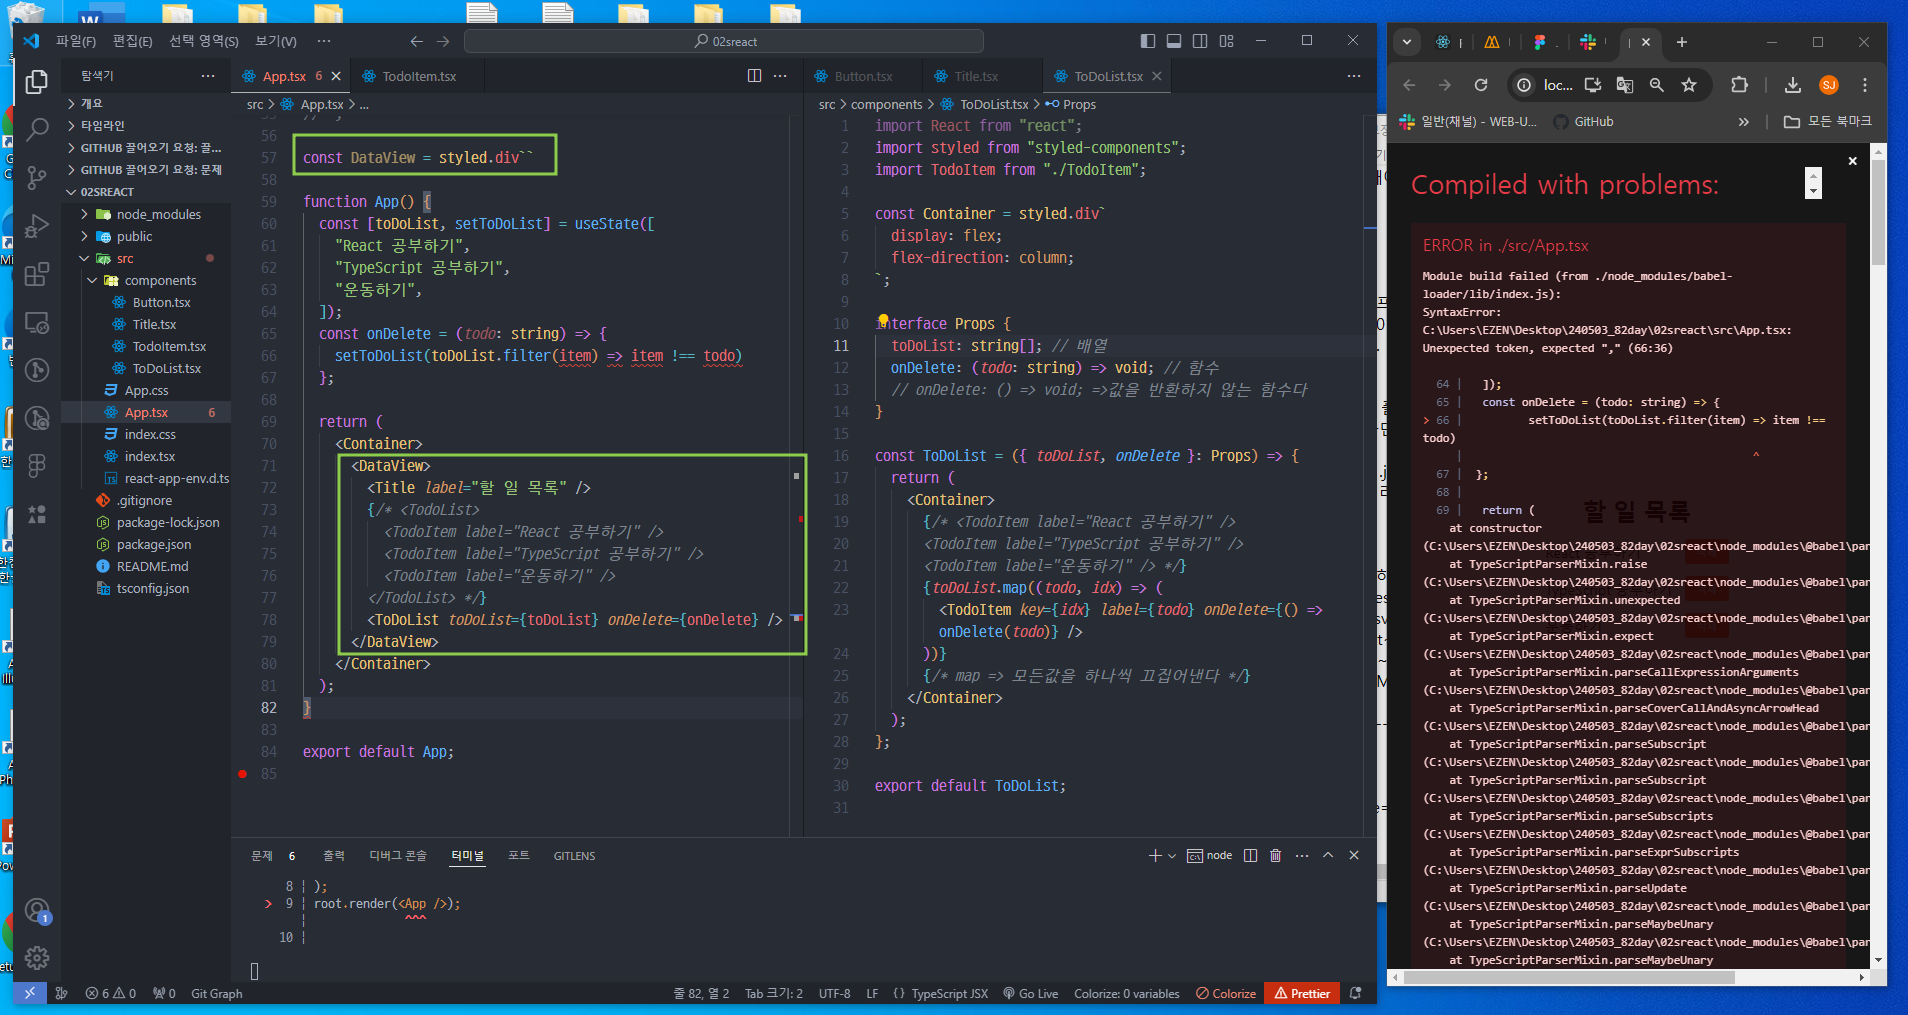 파일(F) 편집(E) 선택 영역(S) 보기(V) ··· 02sreact
탐색기 ···
개요
타임라인
GITHUB 끌어오기 요청: 끌...
GITHUB 끌어오기 요청: 문제
02SREACT
node_modules
public
src
components
Button.tsx
Title.tsx
TodoItem.tsx
ToDoList.tsx
App.css
App.tsx 6
index.css
index.tsx
react-app-env.d.ts
.gitignore
package-lock.json
package.json
README.md
tsconfig.json
App.tsx 6 TodoItem.tsx
src > App.tsx > ...
56
57 const DataView = styled.div``
58
59 function App() {
60 const [toDoList, setToDoList] = useState([
61 "React 공부하기",
62 "TypeScript 공부하기",
63 "운동하기",
64 ]);
65 const onDelete = (todo: string) => {
66 setToDoList(toDoList.filter(item) => item !== todo)
67 };
68
69 return (
70 <Container>
71 <DataView>
72 <Title label="할 일 목록" />
73 {/* <TodoList>
74 <TodoItem label="React 공부하기" />
75 <TodoItem label="TypeScript 공부하기" />
76 <TodoItem label="운동하기" />
77 </TodoList> */}
78 <ToDoList toDoList={toDoList} onDelete={onDelete} />
79 </DataView>
80 </Container>
81 );
82 }
83
84 export default App;
85
Button.tsx Title.tsx ToDoList.tsx ···
src > components > ToDoList.tsx > Props
1 import React from "react";
2 import styled from "styled-components";
3 import TodoItem from "./TodoItem";
4
5 const Container = styled.div`
6 display: flex;
7 flex-direction: column;
8 `;
9
10 interface Props {
11 toDoList: string[]; // 배열
12 onDelete: (todo: string) => void; // 함수
13 // onDelete: () => void; =>값을 반환하지 않는 함수다
14 }
15
16 const ToDoList = ({ toDoList, onDelete }: Props) => {
17 return (
18 <Container>
19 {/* <TodoItem label="React 공부하기" />
20 <TodoItem label="TypeScript 공부하기" />
21 <TodoItem label="운동하기" /> */}
22 {toDoList.map((todo, idx) => (
23 <TodoItem key={idx} label={todo} onDelete={() =>
onDelete(todo)} />
24 ))}
25 {/* map => 모든값을 하나씩 끄집어낸다 */}
26 </Container>
27 );
28 };
29
30 export default ToDoList;
31
문제 6 출력 디버그 콘솔 터미널 포트 GITLENS node
8 | );
> 9 | root.render(<App />);
| ^^^
10 |
6 0 0 Git Graph 줄 82, 열 2 Tab 크기: 2 UTF-8 LF {} TypeScript JSX Go Live Colorize: 0 variables Colorize Prettier
loc... SJ
일반(채널) - WEB-U... GitHub » 모든 북마크
Compiled with problems:
ERROR in ./src/App.tsx
Module build failed (from ./node_modules/babel-
loader/lib/index.js):
SyntaxError:
C:\Users\EZEN\Desktop\240503_82day\02sreact\src\App.tsx:
Unexpected token, expected "," (66:36)
64 | ]);
65 | const onDelete = (todo: string) => {
> 66 | setToDoList(toDoList.filter(item) => item !==
todo)
| ^
67 | };
68 |
69 | return (
할 일 목록
at constructor
(C:\Users\EZEN\Desktop\240503_82day\02sreact\node_modules\@babel\par
at TypeScriptParserMixin.raise
(C:\Users\EZEN\Desktop\240503_82day\02sreact\node_modules\@babel\par
at TypeScriptParserMixin.unexpected
(C:\Users\EZEN\Desktop\240503_82day\02sreact\node_modules\@babel\par
at TypeScriptParserMixin.expect
(C:\Users\EZEN\Desktop\240503_82day\02sreact\node_modules\@babel\par
at TypeScriptParserMixin.parseCallExpressionArguments
(C:\Users\EZEN\Desktop\240503_82day\02sreact\node_modules\@babel\par
at TypeScriptParserMixin.parseCoverCallAndAsyncArrowHead
(C:\Users\EZEN\Desktop\240503_82day\02sreact\node_modules\@babel\par
at TypeScriptParserMixin.parseSubscript
(C:\Users\EZEN\Desktop\240503_82day\02sreact\node_modules\@babel\par
at TypeScriptParserMixin.parseSubscript
(C:\Users\EZEN\Desktop\240503_82day\02sreact\node_modules\@babel\par
at TypeScriptParserMixin.parseSubscripts
(C:\Users\EZEN\Desktop\240503_82day\02sreact\node_modules\@babel\par
at TypeScriptParserMixin.parseExprSubscripts
(C:\Users\EZEN\Desktop\240503_82day\02sreact\node_modules\@babel\par
at TypeScriptParserMixin.parseUpdate
(C:\Users\EZEN\Desktop\240503_82day\02sreact\node_modules\@babel\par
at TypeScriptParserMixin.parseMaybeUnary
(C:\Users\EZEN\Desktop\240503_82day\02sreact\node_modules\@babel\par
at TypeScriptParserMixin.parseMaybeUnary